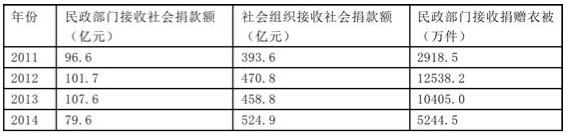 年份 民政部门接收社会捐款额（亿元） 社会组织接收社会捐款额（亿元） 民政部门接收捐赠衣被（万件）
2011 96.6 393.6 2918.5
2012 101.7 470.8 12538.2
2013 107.6 458.8 10405.0
2014 79.6 524.9 5244.5